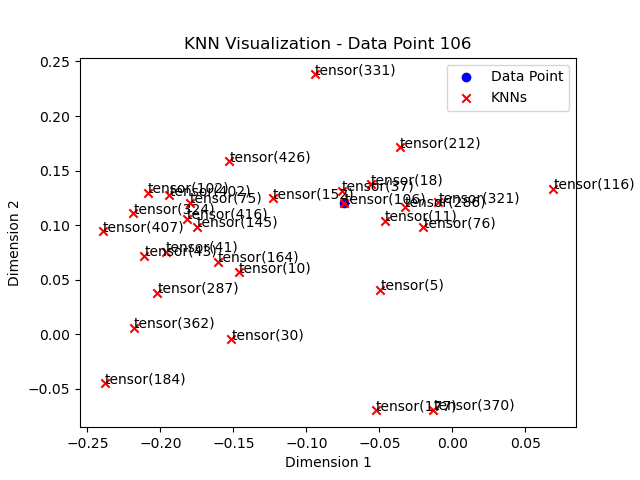 KNN Visualization - Data Point 106
Data Point
KNNs
tensor(331)
tensor(212)
tensor(426)
tensor(18)
tensor(37)
tensor(116)
tensor(102)
tensor(402)
tensor(75)
tensor(106)
tensor(321)
tensor(324)
tensor(416)
tensor(11)
tensor(145)
tensor(76)
tensor(407)
tensor(41)
tensor(164)
tensor(10)
tensor(287)
tensor(5)
tensor(362)
tensor(30)
tensor(184)
tensor(177)
tensor(370)
0.25
0.20
0.15
0.10
0.05
0.00
−0.05
−0.25
−0.20
−0.15
−0.10
−0.05
0.00
0.05
Dimension 1
Dimension 2